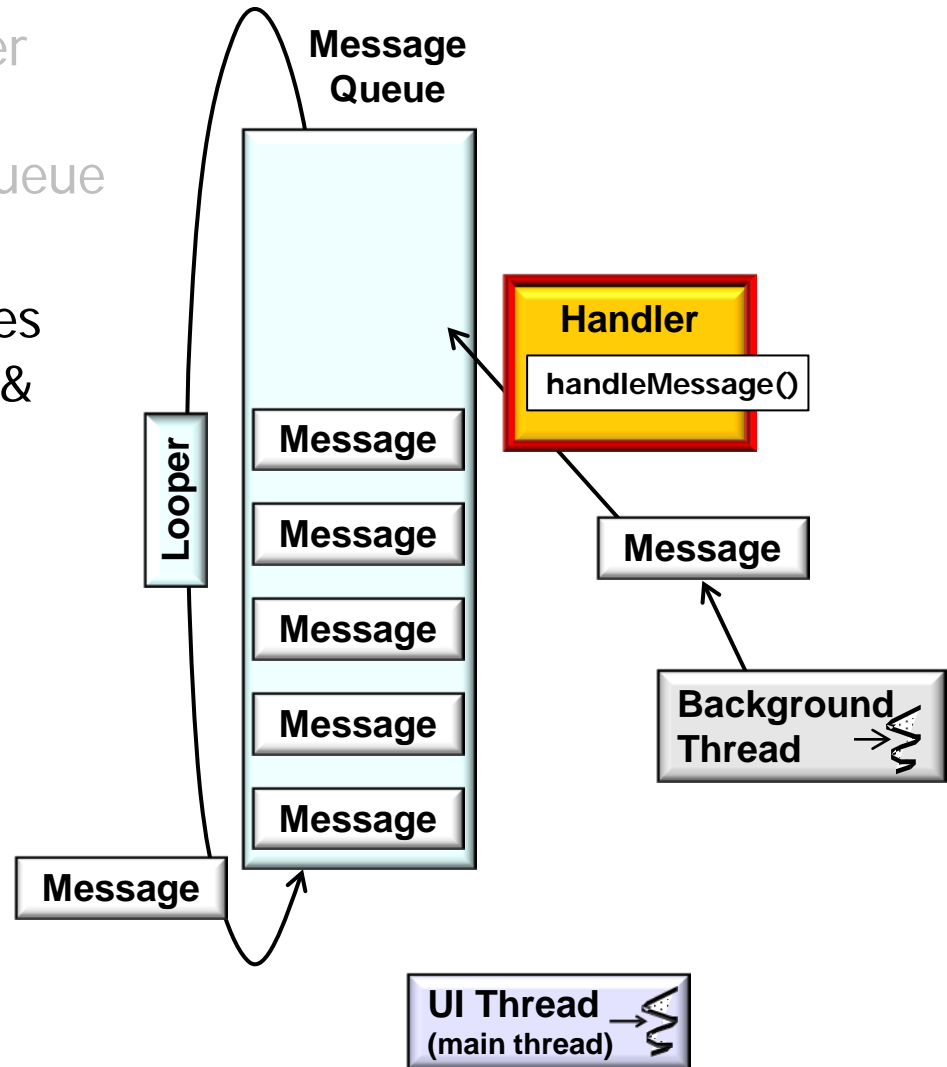 er
ueue
es
&
Message
Queue
Handler
handleMessage()
Looper
Message
Message
Message
Message
Message
Message
Message
Background
Thread
UI Thread
(main thread)